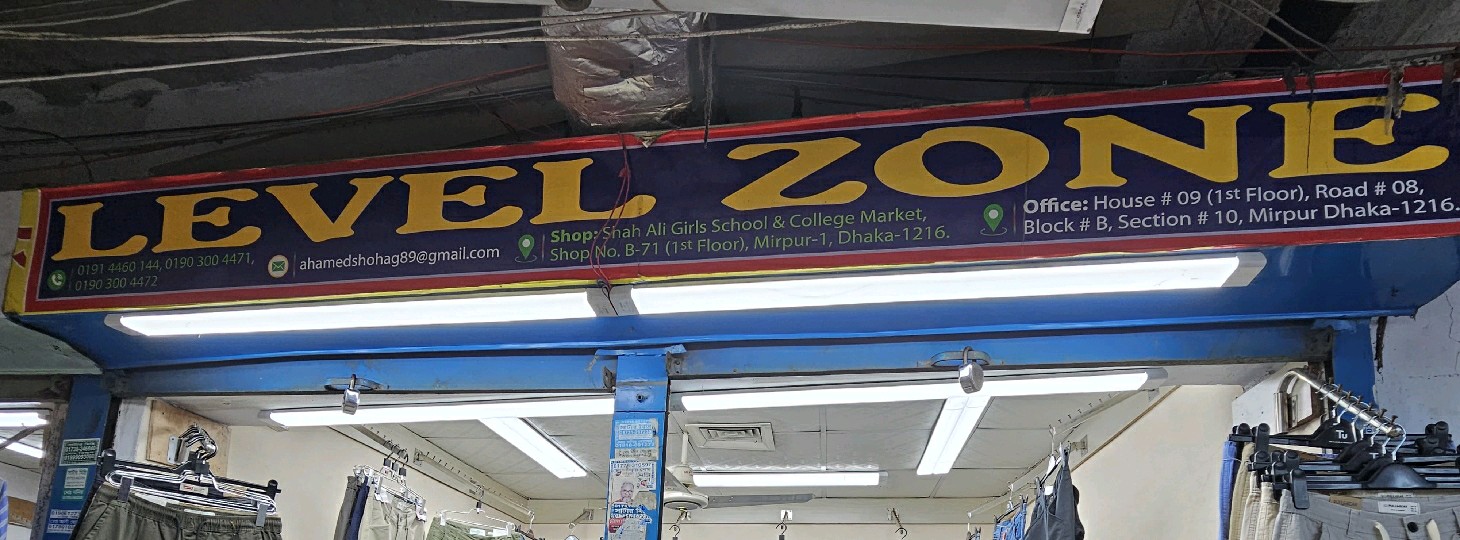 LEVEL ZONE
0191 4460 144, 0190 300 4471,
0190 300 4472
ahamedshohag89@gmail.com
Shop: Shah Ali Girls School & College Market,
Shop No. B-71 (1st Floor), Mirpur-1, Dhaka-1216.
Office: House # 09 (1st Floor), Road # 08,
Block # B, Section # 10, Mirpur Dhaka-1216.
Tu